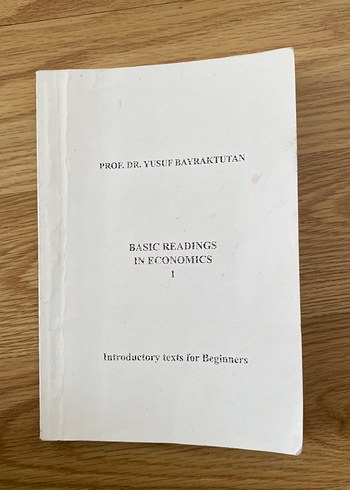 PROF. DR. YUSUF BAYRAKTUTAN
BASIC READINGS
IN ECONOMICS
I
Introductory texts for Beginners